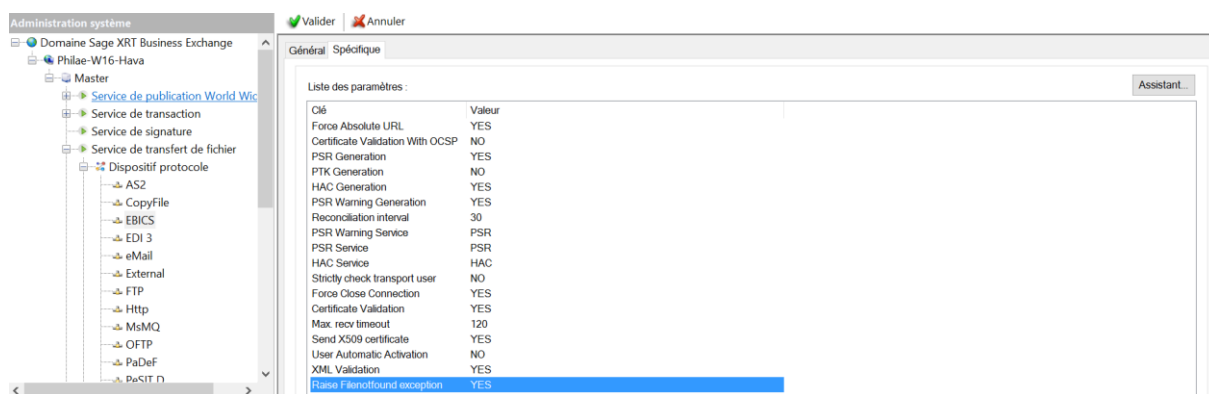 Administration système
Domaine Sage XRT Business Exchange
Philae-W16-Hava
Master
Service de publication World Wic
Service de transaction
Service de signature
Service de transfert de fichier
Dispositif protocole
AS2
CopyFile
EBICS
EDI 3
eMail
External
FTP
Http
MsMQ
OFTP
PaDeF
PeSIT D
Valider Annuler
Général Spécifique
Liste des paramètres :
Assistant...
Clé Valeur
Force Absolute URL YES
Certificate Validation With OCSP NO
PSR Generation YES
PTK Generation NO
HAC Generation YES
PSR Warning Generation YES
Reconciliation interval 30
PSR Warning Service PSR
PSR Service PSR
HAC Service HAC
Strictly check transport user NO
Force Close Connection YES
Certificate Validation YES
Max. recv timeout 120
Send X509 certificate YES
User Automatic Activation NO
XML Validation YES
Raise Filenotfound exception YES